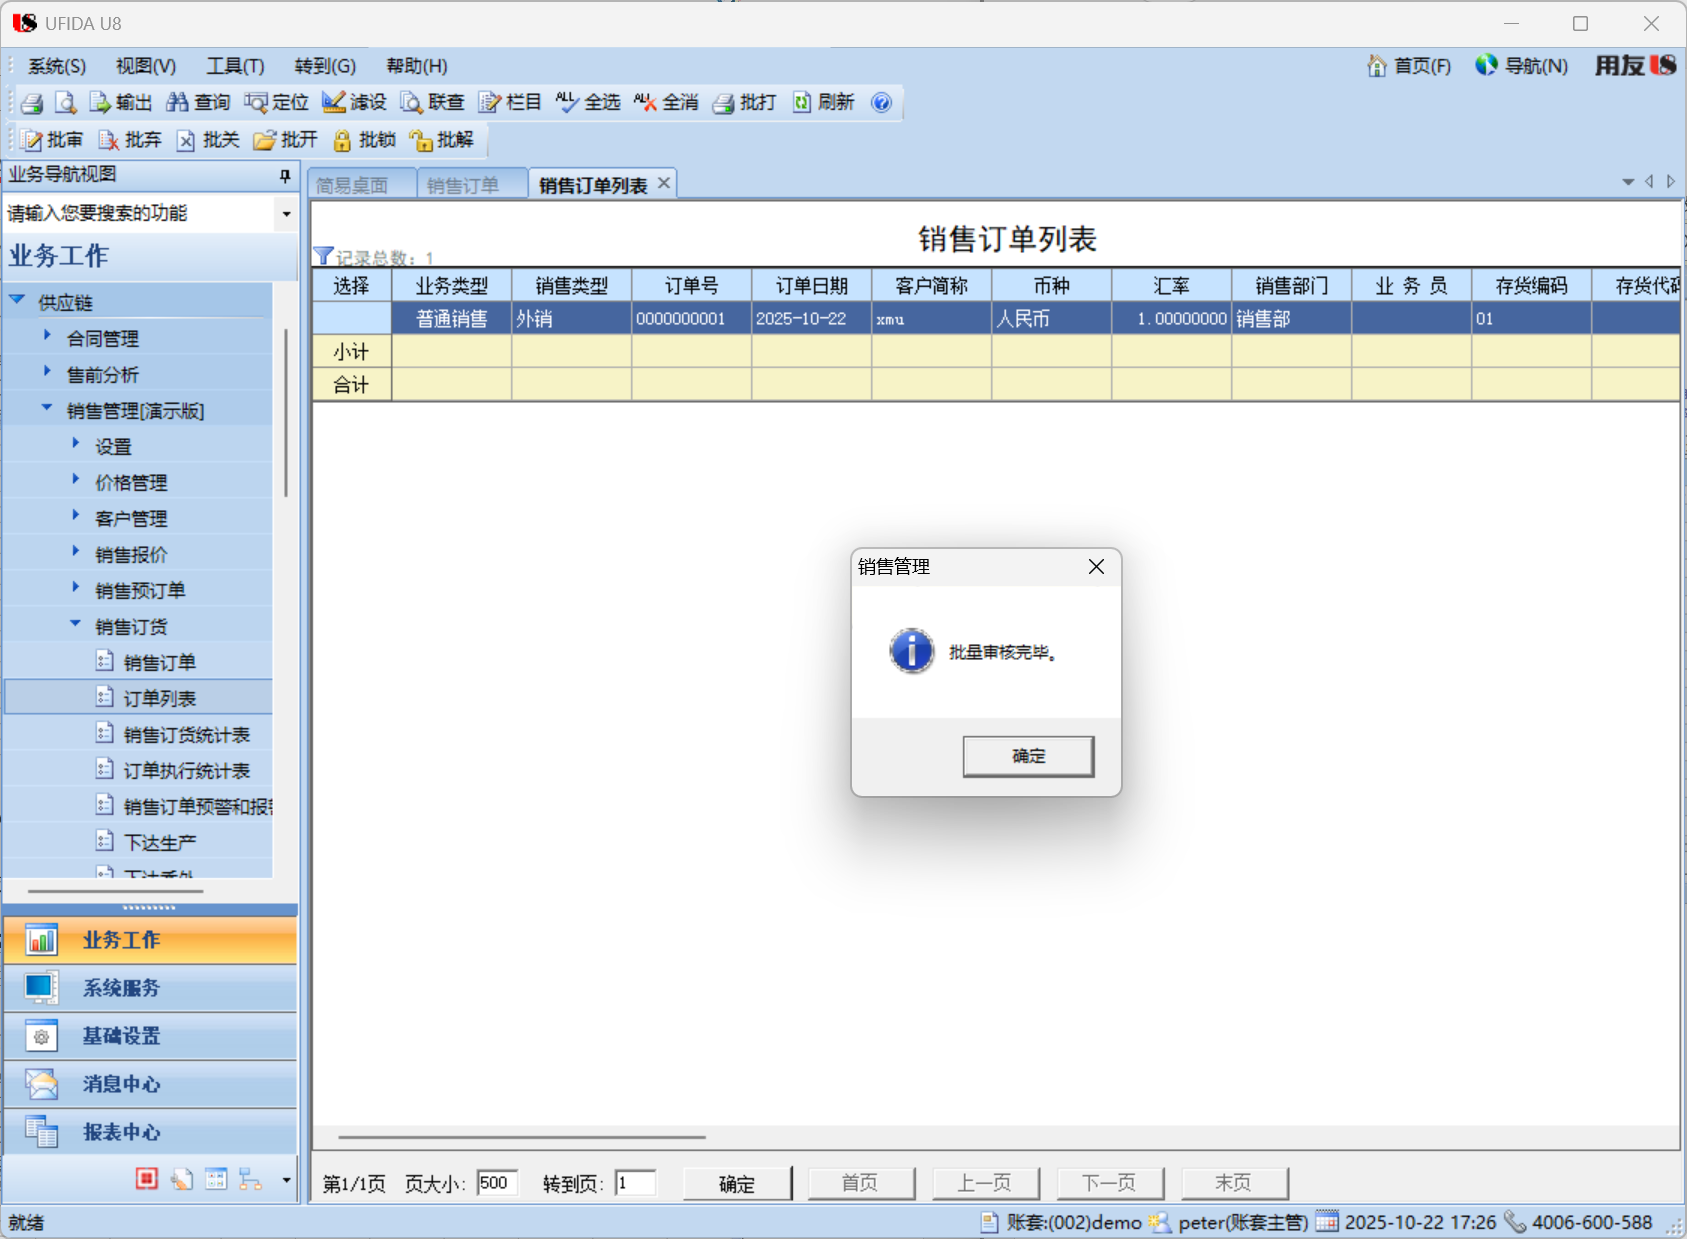 UFIDA U8
系统(S) 视图(V) 工具(T) 转到(G) 帮助(H) 首页(F) 导航(N) 用友U8
输出 查询 定位 滤设 联查 栏目 全选 全消 批打 刷新
批审 批弃 批关 批开 批锁 批解
业务导航视图
请输入您要搜索的功能
业务工作
供应链
合同管理
售前分析
销售管理[演示版]
设置
价格管理
客户管理
销售报价
销售预订单
销售订货
销售订单
订单列表
销售订货统计表
订单执行统计表
销售订单预警和报
下达生产
业务工作
系统服务
基础设置
消息中心
报表中心
简易桌面 销售订单 销售订单列表
销售订单列表
记录总数：1
选择 业务类型 销售类型 订单号 订单日期 客户简称 币种 汇率 销售部门 业 务 员 存货编码 存货代码
普通销售 外销 0000000001 2025-10-22 xmu 人民币 1.00000000 销售部 01
小计
合计
销售管理
批量审核完毕。
确定
第1/1页 页大小: 500 转到页: 1 确定 首页 上一页 下一页 末页
就绪 账套:(002)demo peter(账套主管) 2025-10-22 17:26 4006-600-588